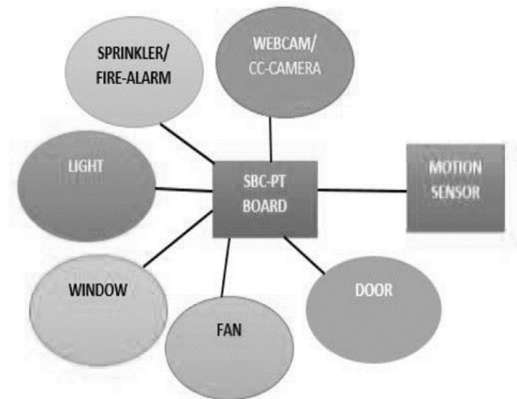 SPRINKLER/
FIRE-ALARM
WEBCAM/
CC-CAMERA
LIGHT
SBC-PT
BOARD
MOTION
SENSOR
WINDOW
FAN
DOOR